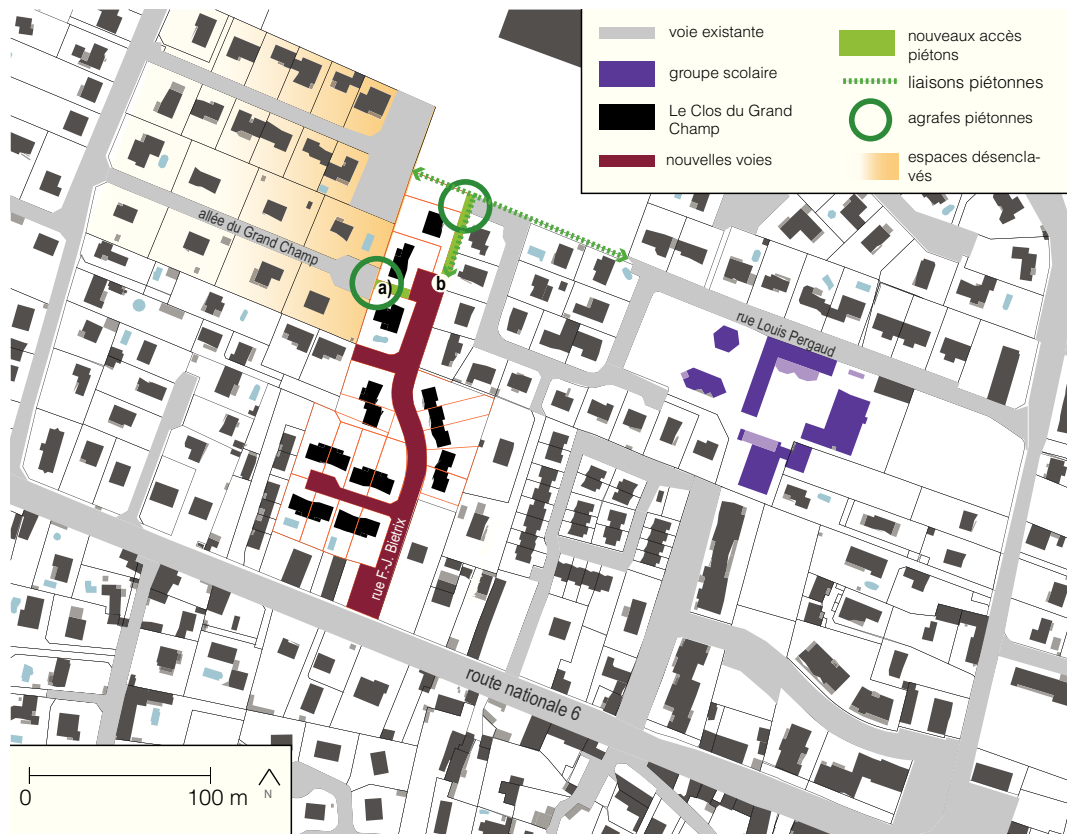 voie existante
groupe scolaire
Le Clos du Grand
Champ
nouvelles voies
nouveaux accès
piétons
liaisons piétonnes
agrafes piétonnes
espaces désencla-
vés
allée du Grand Champ
a)
b
rue Louis Pergaud
rue F.-J. Bietrix
route nationale 6
0
100 m
N